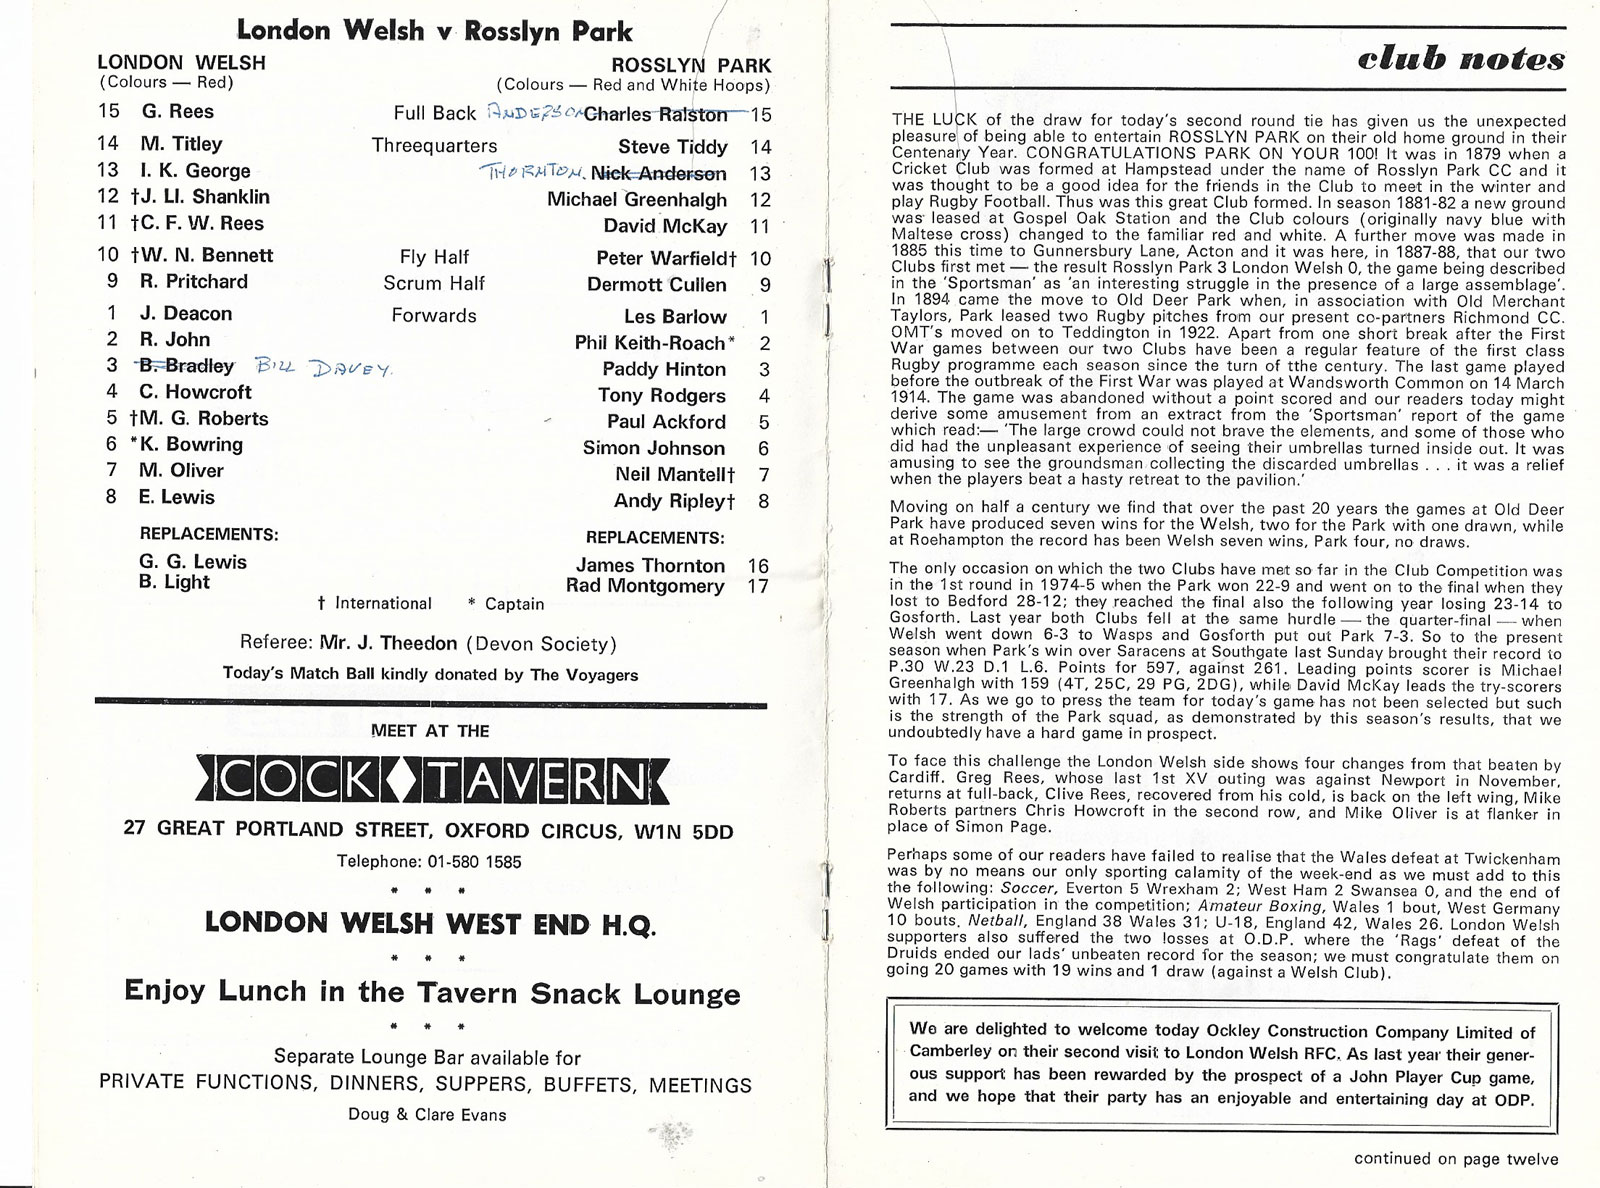 London Welsh v Rosslyn Park
LONDON WELSH
(Colours — Red)
ROSSLYN PARK
(Colours — Red and White Hoops)
15 G. Rees Full Back ANDERSON Charles Ralston 15
14 M. Titley Threequarters Steve Tiddy 14
13 I. K. George THORNTON. Nick Anderson 13
12 †J. Ll. Shanklin Michael Greenhalgh 12
11 †C. F. W. Rees David McKay 11
10 †W. N. Bennett Fly Half Peter Warfield† 10
9 R. Pritchard Scrum Half Dermott Cullen 9
1 J. Deacon Forwards Les Barlow 1
2 R. John Phil Keith-Roach* 2
3 B. Bradley BILL DAVEY. Paddy Hinton 3
4 C. Howcroft Tony Rodgers 4
5 †M. G. Roberts Paul Ackford 5
6 *K. Bowring Simon Johnson 6
7 M. Oliver Neil Mantell† 7
8 E. Lewis Andy Ripley† 8
REPLACEMENTS: REPLACEMENTS:
G. G. Lewis James Thornton 16
B. Light Rad Montgomery 17
† International * Captain
Referee: Mr. J. Theedon (Devon Society)
Today's Match Ball kindly donated by The Voyagers
MEET AT THE
COCK TAVERN
27 GREAT PORTLAND STREET, OXFORD CIRCUS, W1N 5DD
Telephone: 01-580 1585
* * *
LONDON WELSH WEST END H.Q.
* * *
Enjoy Lunch in the Tavern Snack Lounge
* * *
Separate Lounge Bar available for
PRIVATE FUNCTIONS, DINNERS, SUPPERS, BUFFETS, MEETINGS
Doug & Clare Evans
club notes
THE LUCK of the draw for today's second round tie has given us the unexpected
pleasure of being able to entertain ROSSLYN PARK on their old home ground in their
Centenary Year. CONGRATULATIONS PARK ON YOUR 100! It was in 1879 when a
Cricket Club was formed at Hampstead under the name of Rosslyn Park CC and it
was thought to be a good idea for the friends in the Club to meet in the winter and
play Rugby Football. Thus was this great Club formed. In season 1881-82 a new ground
was leased at Gospel Oak Station and the Club colours (originally navy blue with
Maltese cross) changed to the familiar red and white. A further move was made in
1885 this time to Gunnersbury Lane, Acton and it was here, in 1887-88, that our two
Clubs first met — the result Rosslyn Park 3 London Welsh 0, the game being described
in the 'Sportsman' as 'an interesting struggle in the presence of a large assemblage'.
In 1894 came the move to Old Deer Park when, in association with Old Merchant
Taylors, Park leased two Rugby pitches from our present co-partners Richmond CC.
OMT's moved on to Teddington in 1922. Apart from one short break after the First
War games between our two Clubs have been a regular feature of the first class
Rugby programme each season since the turn of tthe century. The last game played
before the outbreak of the First War was played at Wandsworth Common on 14 March
1914. The game was abandoned without a point scored and our readers today might
derive some amusement from an extract from the 'Sportsman' report of the game
which read:— 'The large crowd could not brave the elements, and some of those who
did had the unpleasant experience of seeing their umbrellas turned inside out. It was
amusing to see the groundsman collecting the discarded umbrellas . . . it was a relief
when the players beat a hasty retreat to the pavilion.'
Moving on half a century we find that over the past 20 years the games at Old Deer
Park have produced seven wins for the Welsh, two for the Park with one drawn, while
at Roehampton the record has been Welsh seven wins, Park four, no draws.
The only occasion on which the two Clubs have met so far in the Club Competition was
in the 1st round in 1974-5 when the Park won 22-9 and went on to the final when they
lost to Bedford 28-12; they reached the final also the following year losing 23-14 to
Gosforth. Last year both Clubs fell at the same hurdle — the quarter-final — when
Welsh went down 6-3 to Wasps and Gosforth put out Park 7-3. So to the present
season when Park's win over Saracens at Southgate last Sunday brought their record to
P.30 W.23 D.1 L.6. Points for 597, against 261. Leading points scorer is Michael
Greenhalgh with 159 (4T, 25C, 29 PG, 2DG), while David McKay leads the try-scorers
with 17. As we go to press the team for today's game has not been selected but such
is the strength of the Park squad, as demonstrated by this season's results, that we
undoubtedly have a hard game in prospect.
To face this challenge the London Welsh side shows four changes from that beaten by
Cardiff. Greg Rees, whose last 1st XV outing was against Newport in November,
returns at full-back, Clive Rees, recovered from his cold, is back on the left wing, Mike
Roberts partners Chris Howcroft in the second row, and Mike Oliver is at flanker in
place of Simon Page.
Perhaps some of our readers have failed to realise that the Wales defeat at Twickenham
was by no means our only sporting calamity of the week-end as we must add to this
the following: Soccer, Everton 5 Wrexham 2; West Ham 2 Swansea 0, and the end of
Welsh participation in the competition; Amateur Boxing, Wales 1 bout, West Germany
10 bouts. Netball, England 38 Wales 31; U-18, England 42, Wales 26. London Welsh
supporters also suffered the two losses at O.D.P. where the 'Rags' defeat of the
Druids ended our lads' unbeaten record for the season; we must congratulate them on
going 20 games with 19 wins and 1 draw (against a Welsh Club).
We are delighted to welcome today Ockley Construction Company Limited of
Camberley on their second visit to London Welsh RFC. As last year their gener-
ous support has been rewarded by the prospect of a John Player Cup game,
and we hope that their party has an enjoyable and entertaining day at ODP.
continued on page twelve